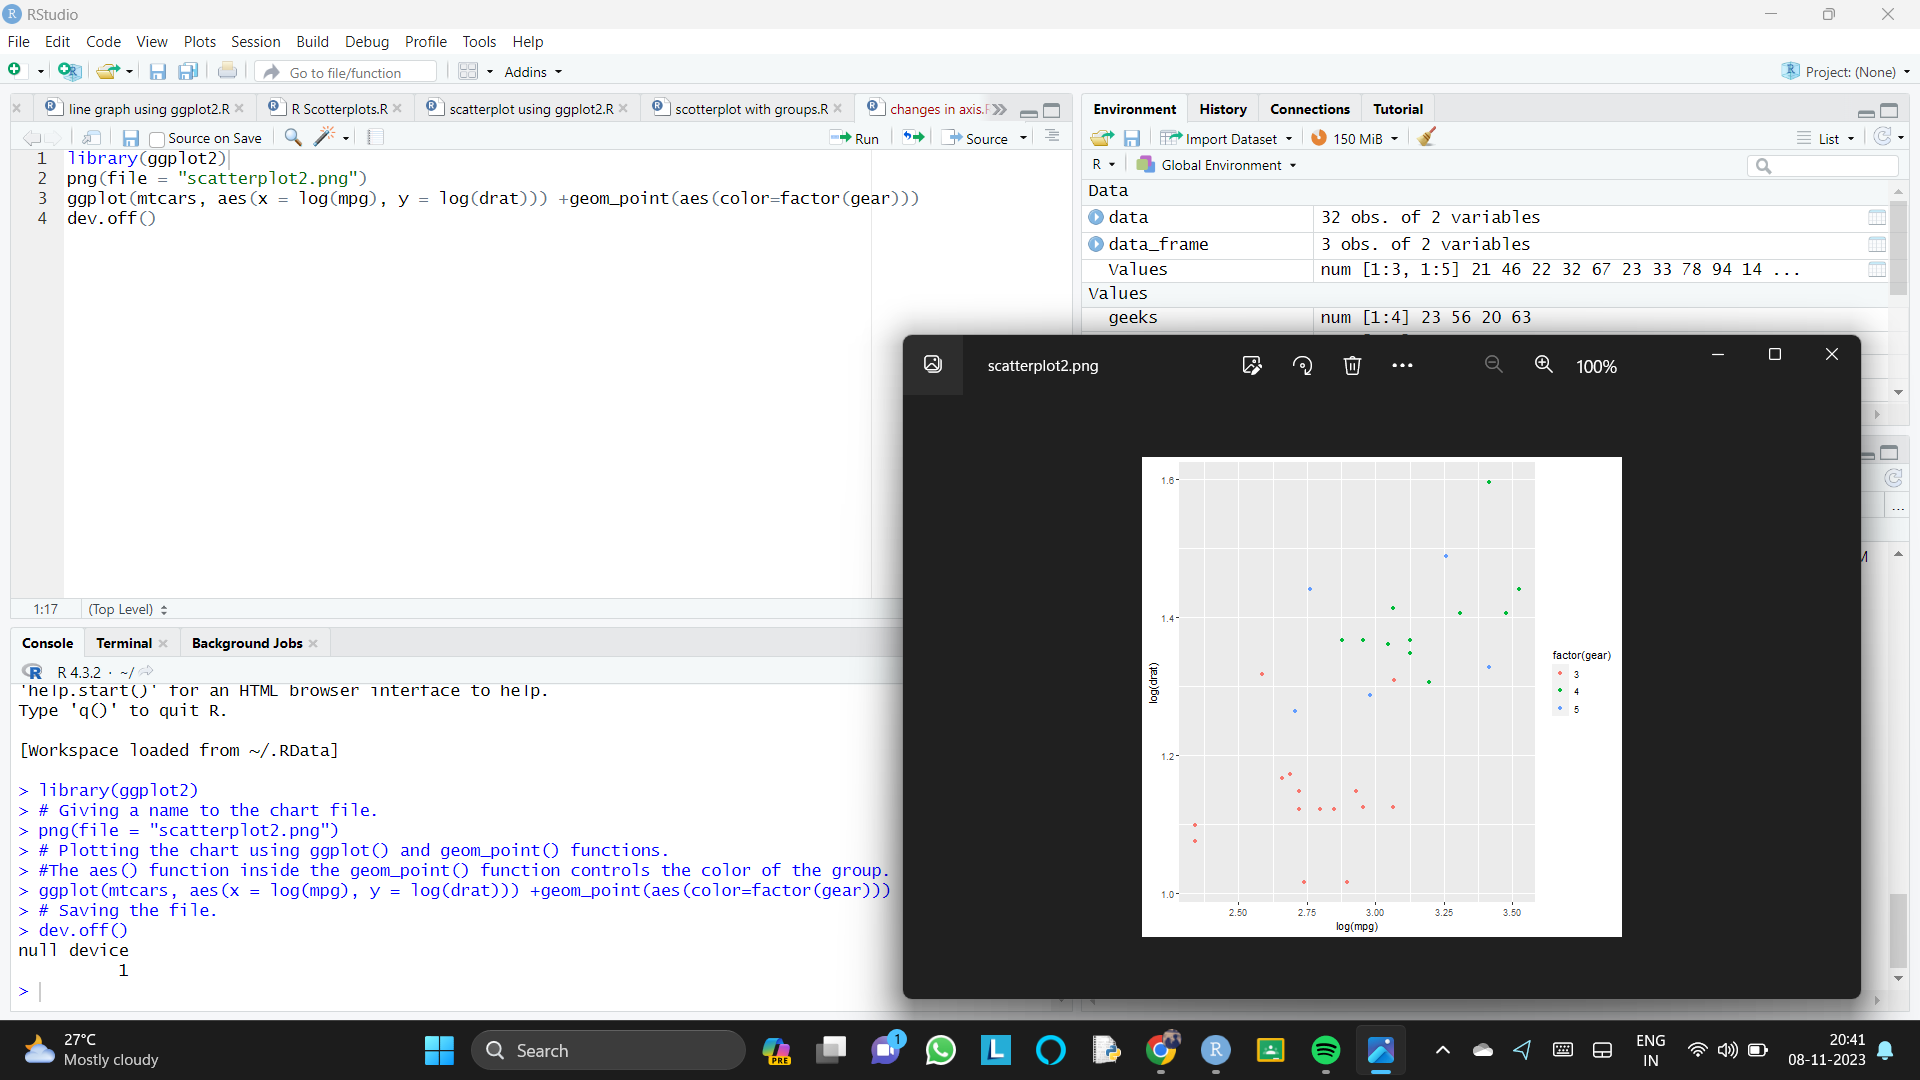 RStudio
File Edit Code View Plots Session Build Debug Profile Tools Help
Go to file/function Addins Project: (None)
line graph using ggplot2.R R Scotterplots.R scatterplot using ggplot2.R scotterplot with groups.R changes in axis.R
Source on Save Run Source
1 library(ggplot2)
2 png(file = "scatterplot2.png")
3 ggplot(mtcars, aes(x = log(mpg), y = log(drat))) +geom_point(aes(color=factor(gear)))
4 dev.off()
1:17 (Top Level)
Console Terminal Background Jobs
R 4.3.2 · ~/
'help.start()' for an HTML browser interface to help.
Type 'q()' to quit R.
[Workspace loaded from ~/.RData]
> library(ggplot2)
> # Giving a name to the chart file.
> png(file = "scatterplot2.png")
> # Plotting the chart using ggplot() and geom_point() functions.
> #The aes() function inside the geom_point() function controls the color of the group.
> ggplot(mtcars, aes(x = log(mpg), y = log(drat))) +geom_point(aes(color=factor(gear)))
> # Saving the file.
> dev.off()
null device
1
>
Environment History Connections Tutorial
Import Dataset 150 MiB List
R Global Environment
Data
data 32 obs. of 2 variables
data_frame 3 obs. of 2 variables
Values num [1:3, 1:5] 21 46 22 32 67 23 33 78 94 14 ...
Values
geeks num [1:4] 23 56 20 63
scatterplot2.png 100%
1.6
1.4
1.2
1.0
log(drat)
2.50 2.75 3.00 3.25 3.50
log(mpg)
factor(gear)
3
4
5
27°C
Mostly cloudy
Search
PRE
1
ENG
IN
20:41
08-11-2023